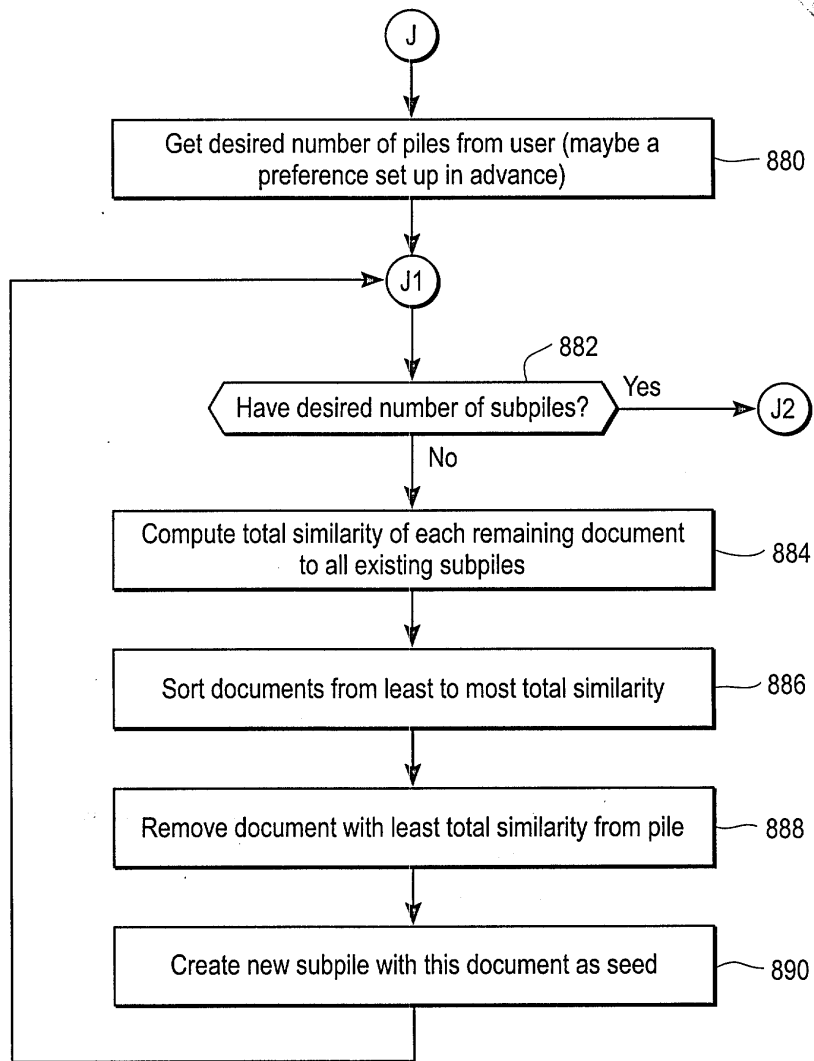 J
Get desired number of piles from user (maybe a
preference set up in advance)
880
J1
882
Have desired number of subpiles?
Yes
J2
No
Compute total similarity of each remaining document
to all existing subpiles
884
Sort documents from least to most total similarity
886
Remove document with least total similarity from pile
888
Create new subpile with this document as seed
890